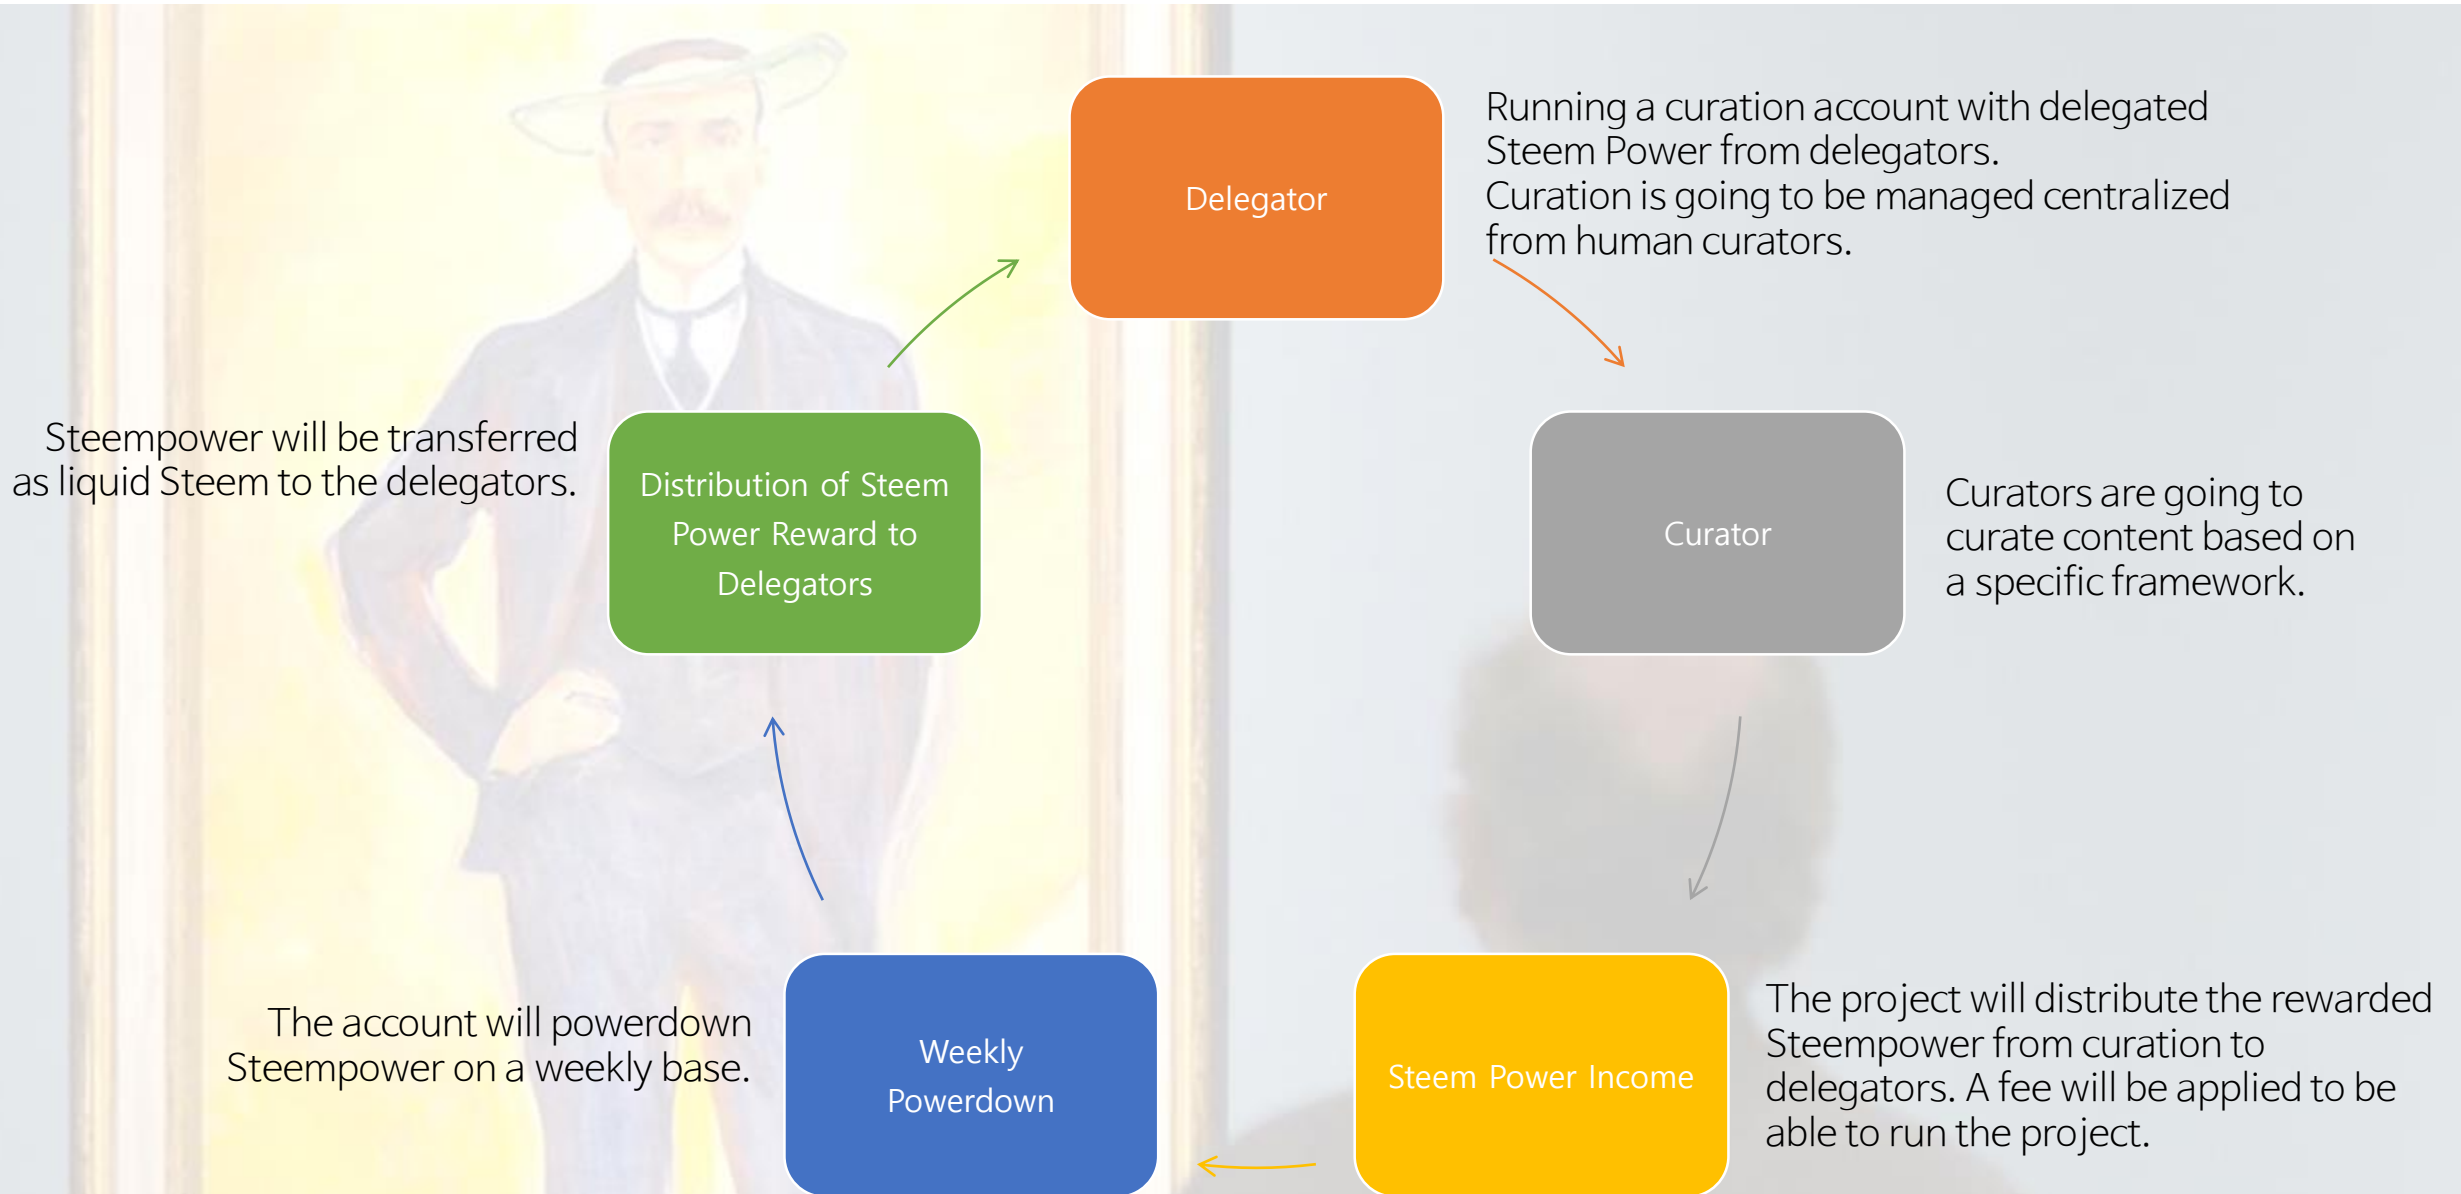 Delegator
Running a curation account with delegated
Steem Power from delegators.
Curation is going to be managed centralized
from human curators.
Steempower will be transferred
as liquid Steem to the delegators.
Distribution of Steem
Power Reward to
Delegators
Curator
Curators are going to
curate content based on
a specific framework.
The account will powerdown
Steempower on a weekly base.
Weekly
Powerdown
Steem Power Income
The project will distribute the rewarded
Steempower from curation to
delegators. A fee will be applied to be
able to run the project.